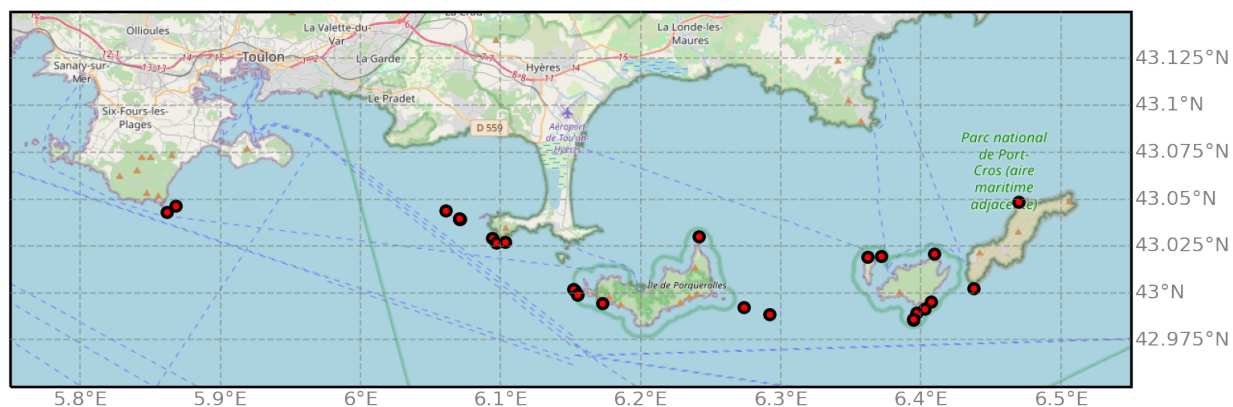 La Crau
Ollioules
La Valette-du-
Var
La Londe-les-
Maures
Sanary-sur-
Mer
Toulon
La Garde
Hyères
Le Pradet
Six-Fours-les-
Plages
D 559
Aéroport
de Toulon-
Hyères
Parc national
de Port-
Cros (aire
maritime
adjacente)
Île de Porquerolles
43.125°N
43.1°N
43.075°N
43.05°N
43.025°N
43°N
42.975°N
5.8°E
5.9°E
6°E
6.1°E
6.2°E
6.3°E
6.4°E
6.5°E